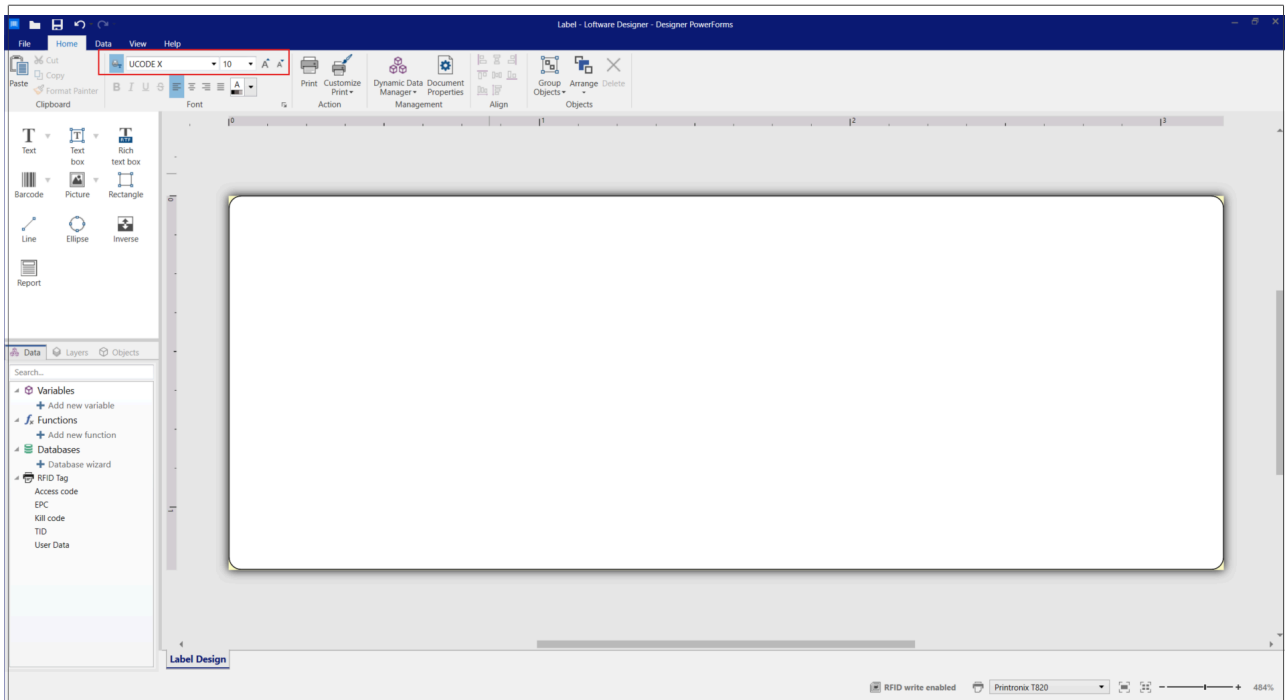 Label - Loftware Designer - Designer PowerForms
File Home Data View Help
Paste
Cut
Copy
Format Painter
Clipboard
UCODE X 10
B I U S A
Font
Print
Customize Print
Action
Dynamic Data Manager
Document Properties
Management
Align
Group Objects
Arrange
Delete
Objects
Text
Text box
Rich text box
Barcode
Picture
Rectangle
Line
Ellipse
Inverse
Report
0 1 2 3
0
1
Data Layers Objects
Search...
Variables
Add new variable
Functions
Add new function
Databases
Database wizard
RFID Tag
Access code
EPC
Kill code
TID
User Data
Label Design
RFID write enabled Printronix T820 484%